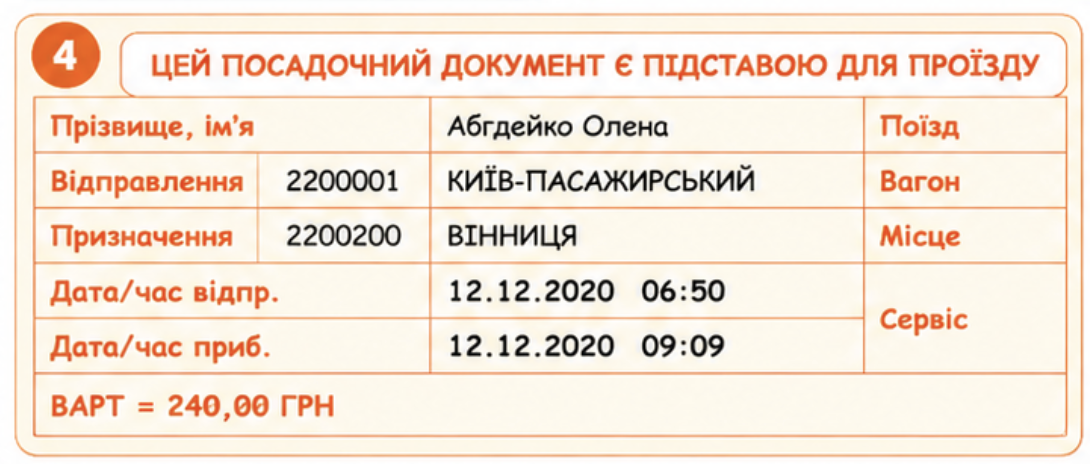 4
ЦЕЙ ПОСАДОЧНИЙ ДОКУМЕНТ Є ПІДСТАВОЮ ДЛЯ ПРОЇЗДУ
Прізвище, ім'я Абгдейко Олена Поїзд
Відправлення 2200001 КИЇВ-ПАСАЖИРСЬКИЙ Вагон
Призначення 2200200 ВІННИЦЯ Місце
Дата/час відпр. 12.12.2020 06:50
Сервіс
Дата/час приб. 12.12.2020 09:09
ВАРТ = 240,00 ГРН